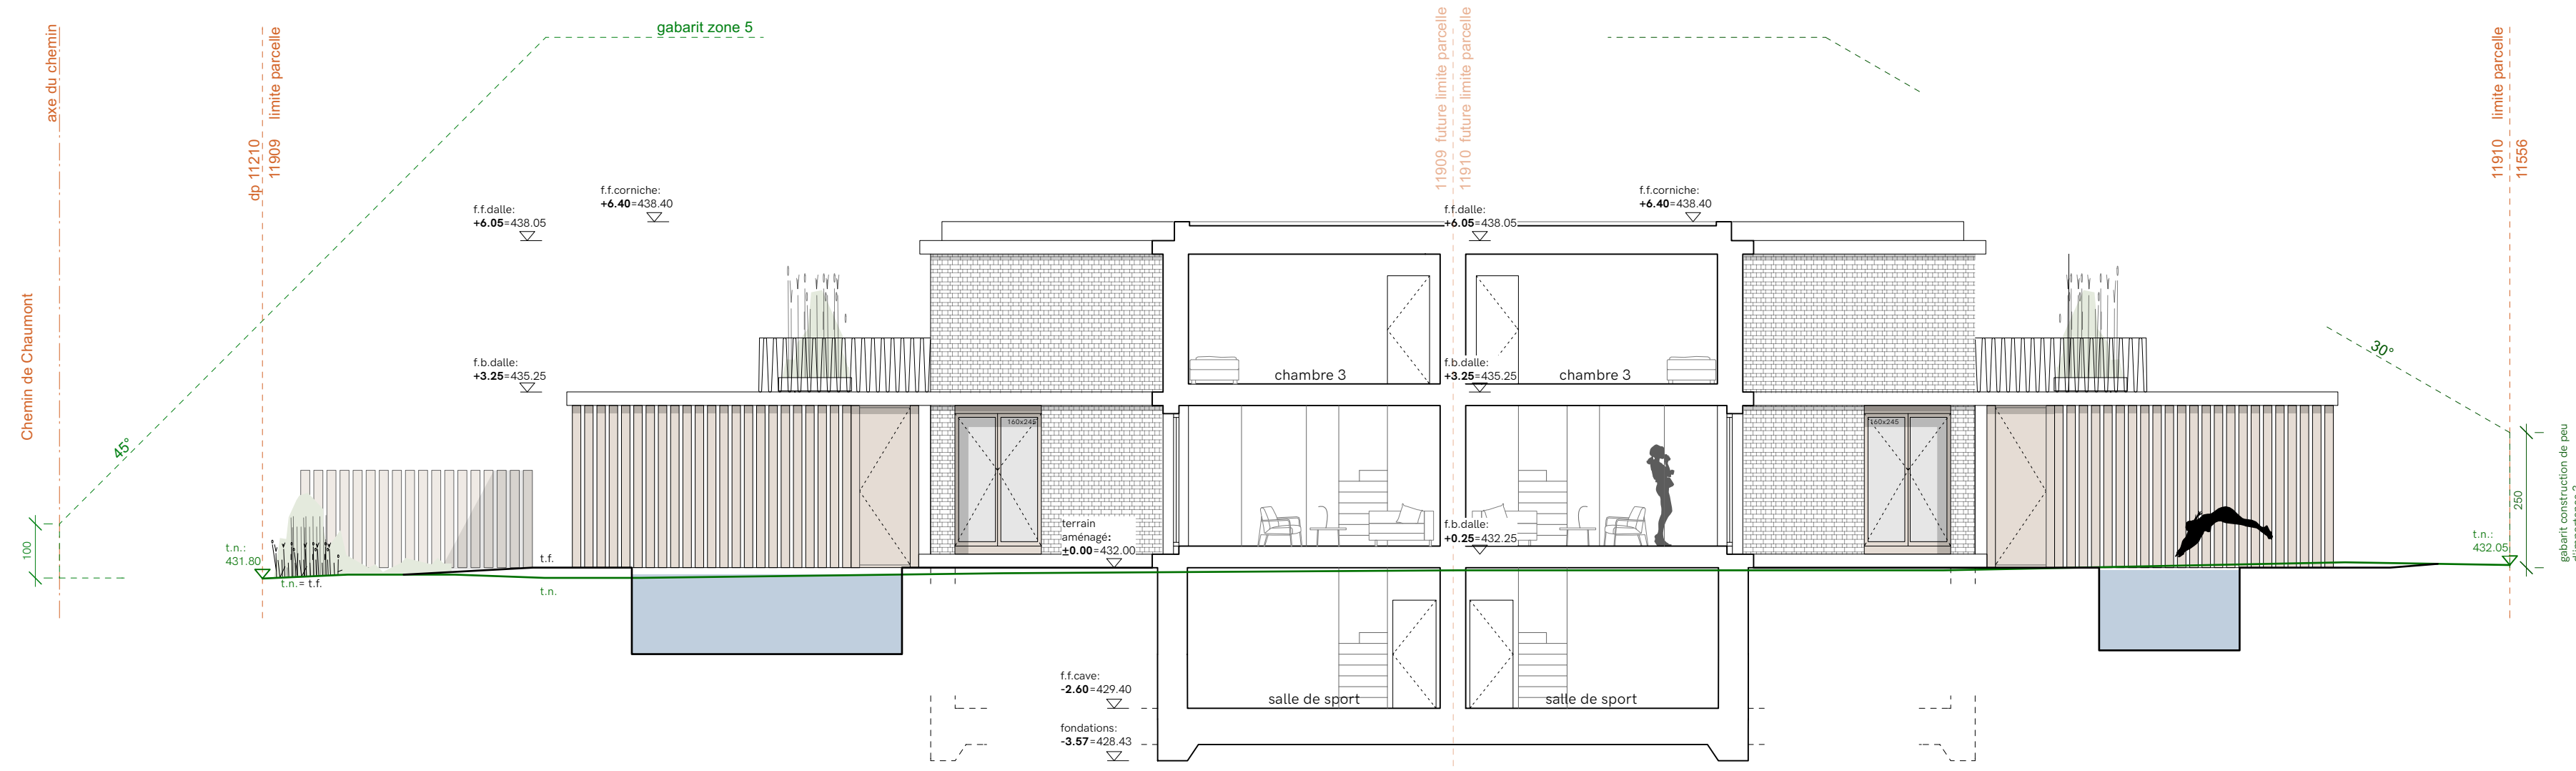 axe du chemin
Chemin de Chaumont
dp 11210
11909 limite parcelle
gabarit zone 5
45°
100
t.n.:
431.80
t.n.= t.f.
t.f.
t.n.
f.f.dalle:
+6.05=438.05
f.f.corniche:
+6.40=438.40
f.b.dalle:
+3.25=435.25
160x245
terrain
aménagé:
±0.00=432.00
f.f.cave:
-2.60=429.40
fondations:
-3.57=428.43
chambre 3
salle de sport
11909 future limite parcelle
11910 future limite parcelle
f.f.dalle:
+6.05=438.05
f.b.dalle:
+3.25=435.25
f.b.dalle:
+0.25=432.25
chambre 3
salle de sport
f.f.corniche:
+6.40=438.40
160x245
30°
11910 limite parcelle
11556
t.n.:
432.05
250
gabarit construction de peu